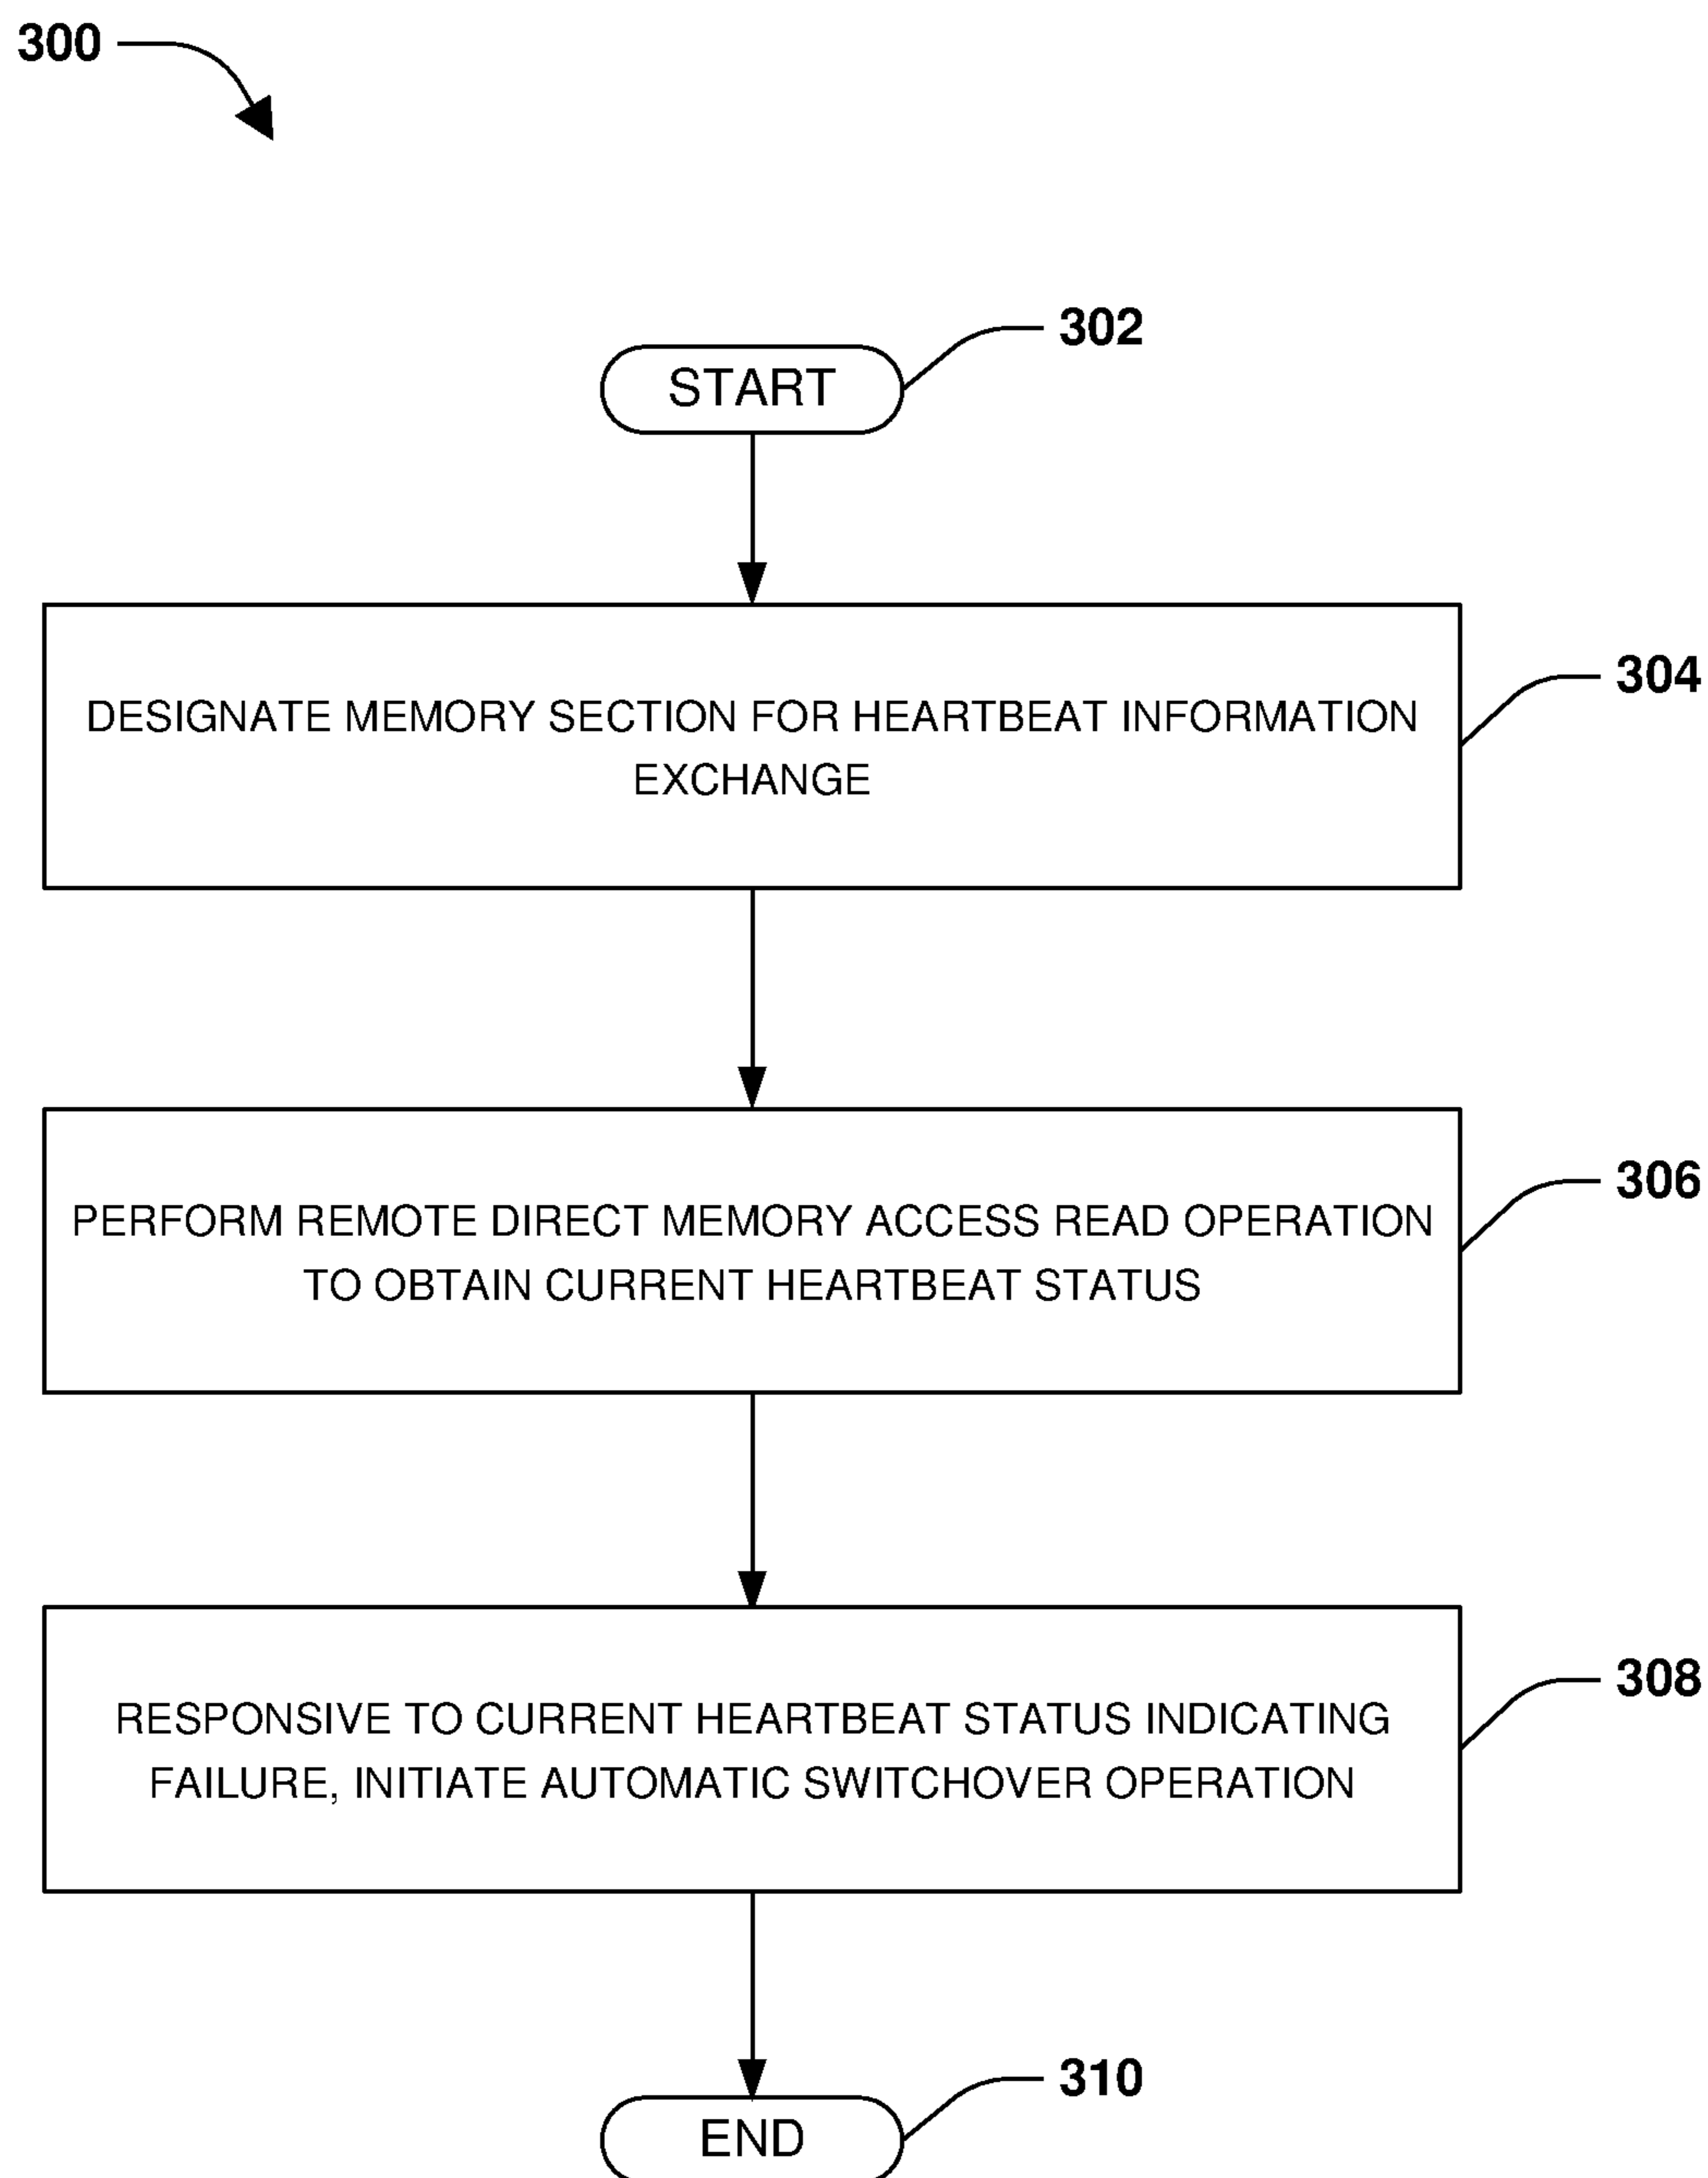 300
302
START
304
DESIGNATE MEMORY SECTION FOR HEARTBEAT INFORMATION
EXCHANGE
306
PERFORM REMOTE DIRECT MEMORY ACCESS READ OPERATION
TO OBTAIN CURRENT HEARTBEAT STATUS
308
RESPONSIVE TO CURRENT HEARTBEAT STATUS INDICATING
FAILURE, INITIATE AUTOMATIC SWITCHOVER OPERATION
310
END